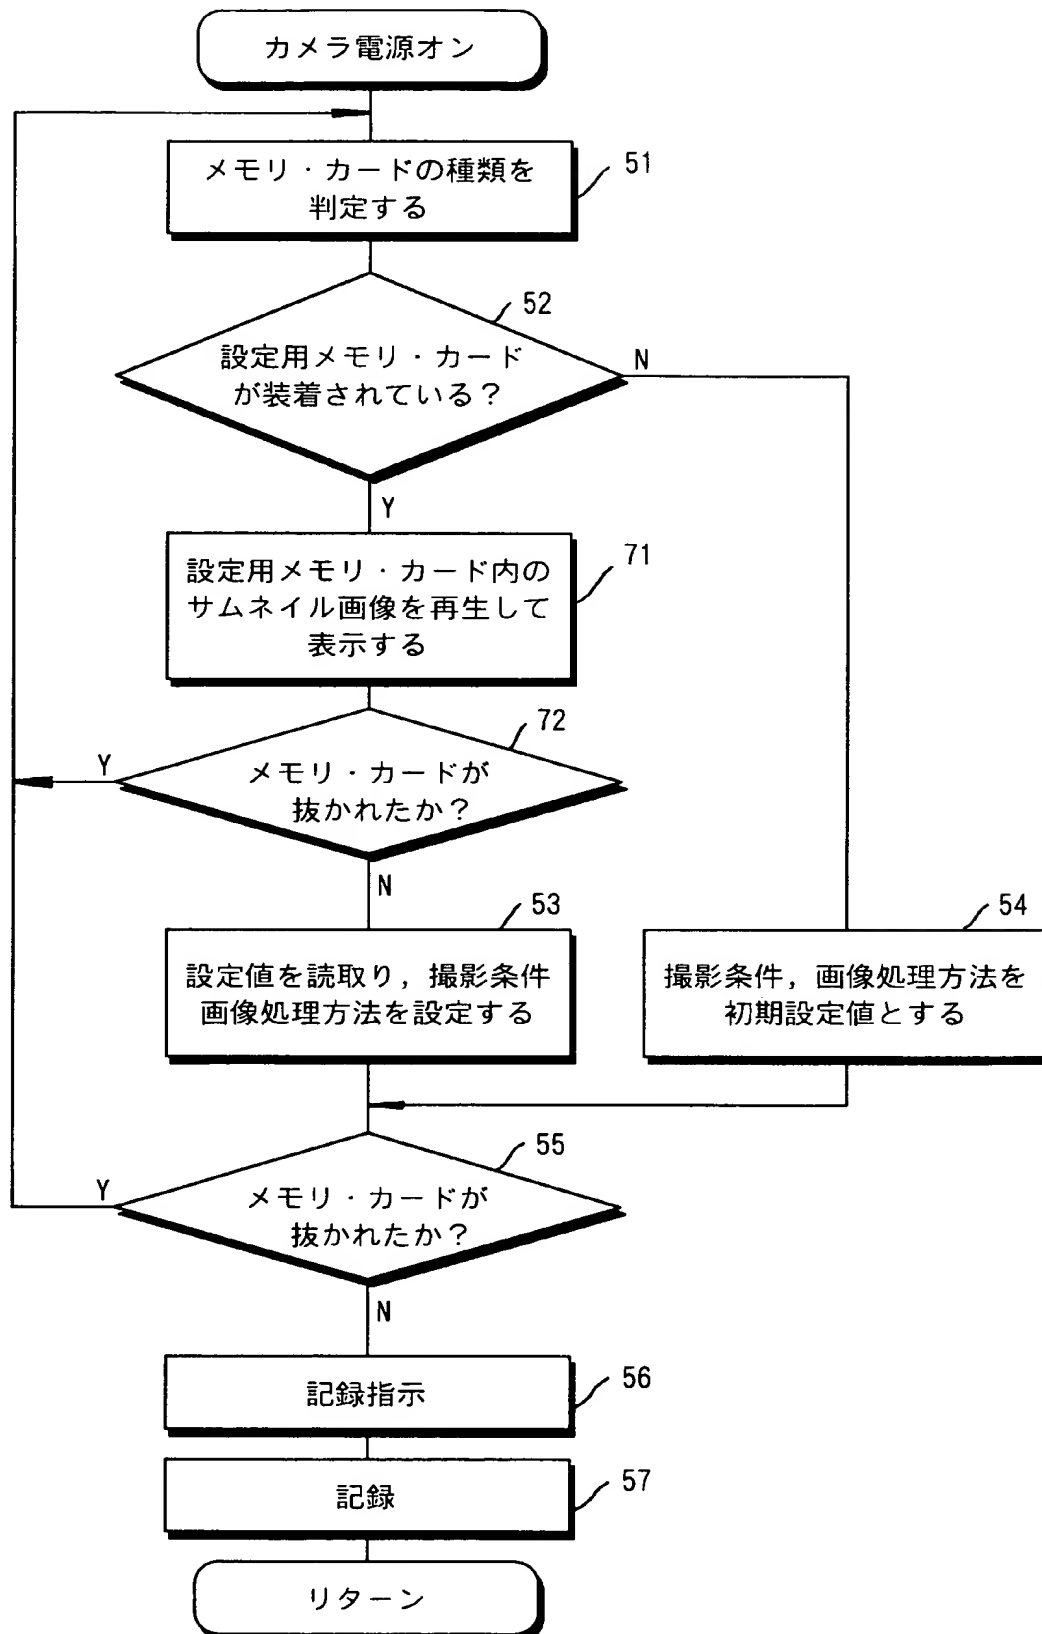 カメラ電源オン
メモリ・カードの種類を
判定する
51
52
設定用メモリ・カード
が装着されている？
N
Y
設定用メモリ・カード内の
サムネイル画像を再生して
表示する
71
72
Y
メモリ・カードが
抜かれたか？
N
53
設定値を読取り，撮影条件
画像処理方法を設定する
54
撮影条件，画像処理方法を
初期設定値とする
55
Y
メモリ・カードが
抜かれたか？
N
記録指示
56
記録
57
リターン